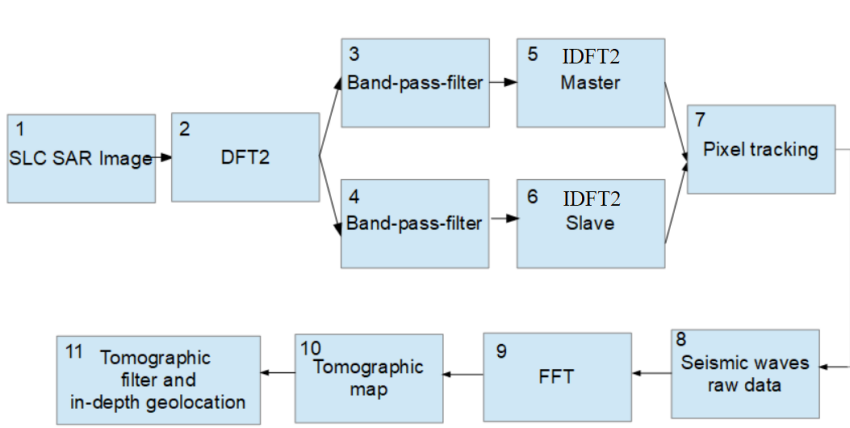 1
SLC SAR Image
2
DFT2
3
Band-pass-filter
4
Band-pass-filter
5 IDFT2
Master
6 IDFT2
Slave
7
Pixel tracking
8
Seismic waves
raw data
9
FFT
10
Tomographic
map
11 Tomographic
filter and
in-depth geolocation